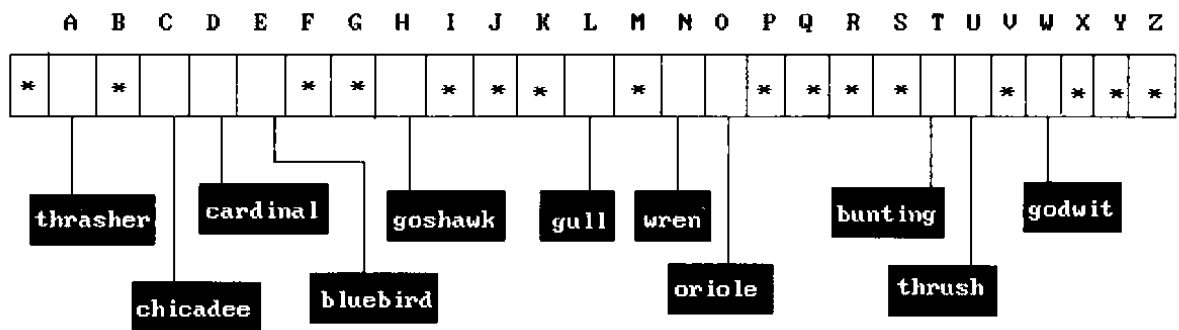 A B C D E F G H I J K L M N O P Q R S T U V W X Y Z
* * * * * * * * * * * * * * * *
thrasher cardinal goshawk gull wren bunting godwit
chicadee bluebird oriole thrush